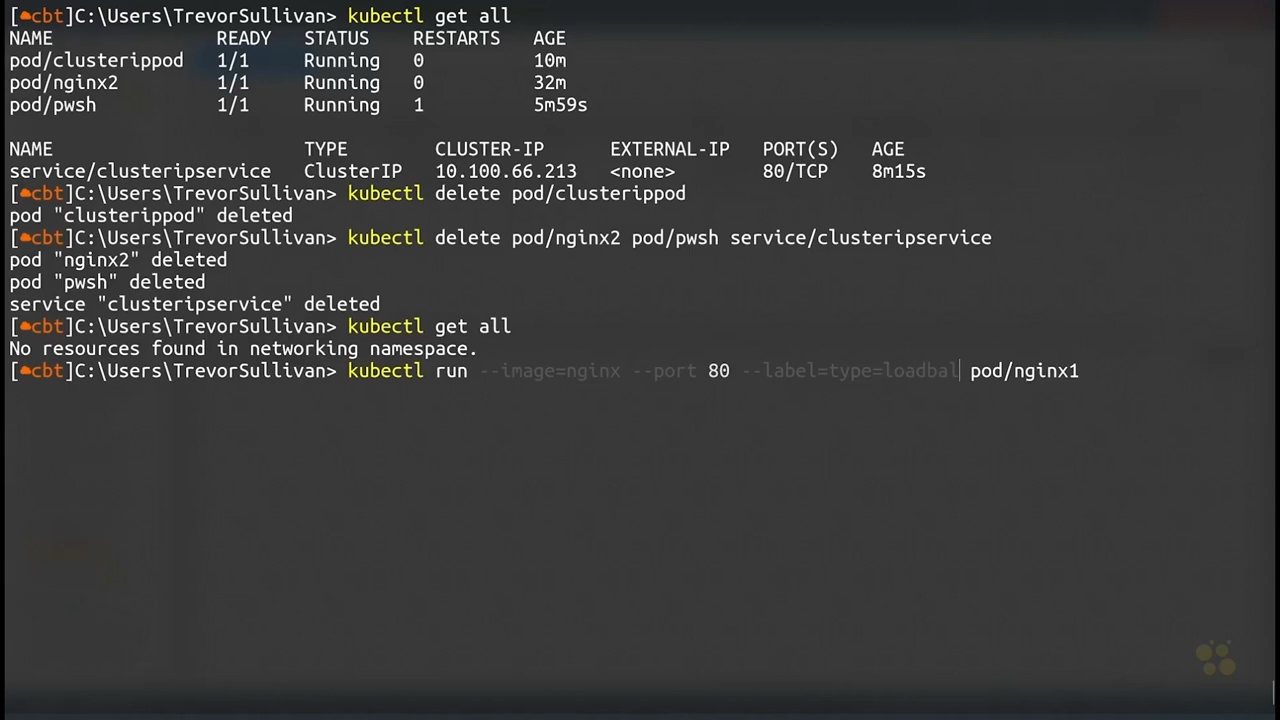 [cbt]C:\Users\TrevorSullivan> kubectl get all
NAME READY STATUS RESTARTS AGE
pod/clusterippod 1/1 Running 0 10m
pod/nginx2 1/1 Running 0 32m
pod/pwsh 1/1 Running 1 5m59s
NAME TYPE CLUSTER-IP EXTERNAL-IP PORT(S) AGE
service/clusteripservice ClusterIP 10.100.66.213 <none> 80/TCP 8m15s
[cbt]C:\Users\TrevorSullivan> kubectl delete pod/clusterippod
pod "clusterippod" deleted
[cbt]C:\Users\TrevorSullivan> kubectl delete pod/nginx2 pod/pwsh service/clusteripservice
pod "nginx2" deleted
pod "pwsh" deleted
service "clusteripservice" deleted
[cbt]C:\Users\TrevorSullivan> kubectl get all
No resources found in networking namespace.
[cbt]C:\Users\TrevorSullivan> kubectl run --image=nginx --port 80 --label=type=loadbal pod/nginx1